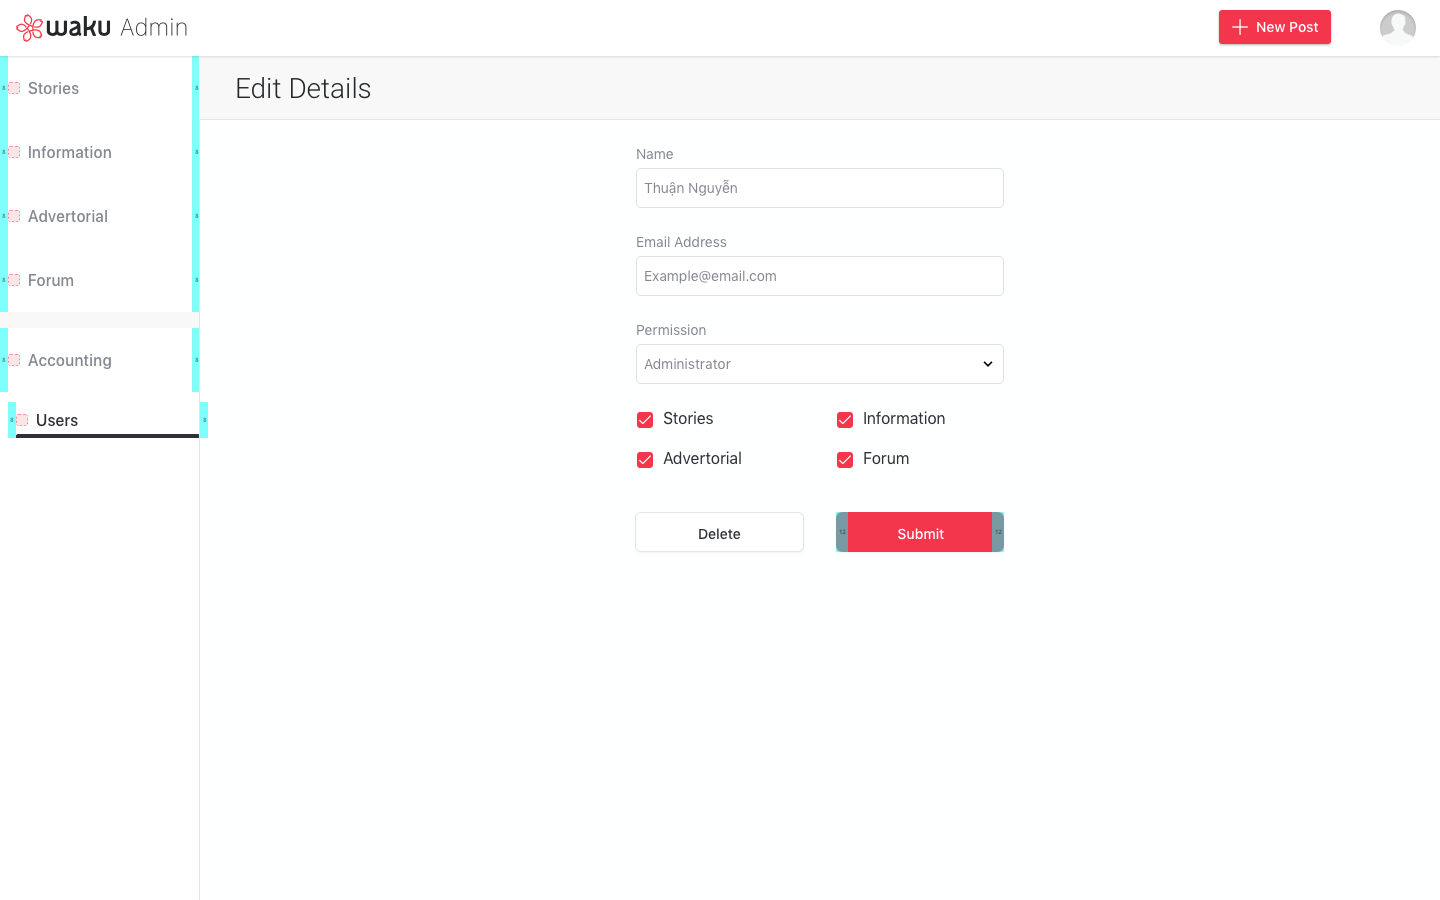 waku Admin
New Post
Stories
Information
Advertorial
Forum
Accounting
Users
Edit Details
Name
Thuận Nguyễn
Email Address
Example@email.com
Permission
Administrator
Stories
Information
Advertorial
Forum
Delete
Submit